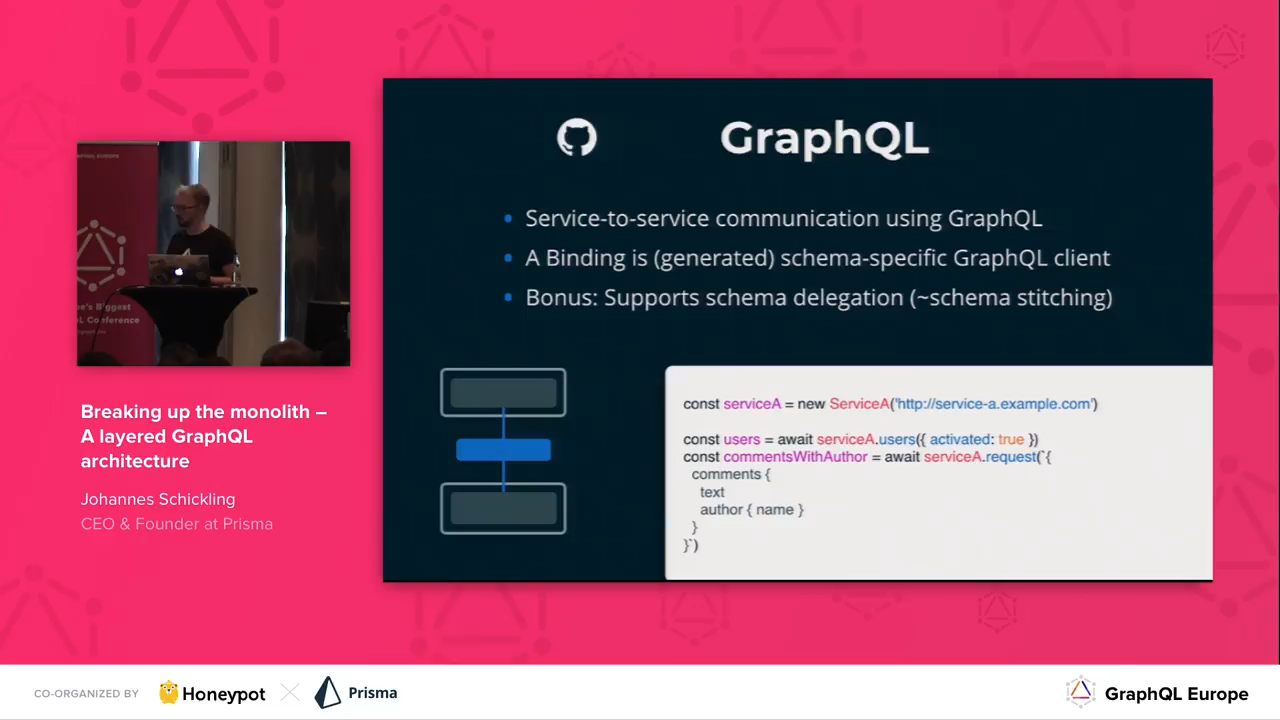 GraphQL
Service-to-service communication using GraphQL
A Binding is (generated) schema-specific GraphQL client
Bonus: Supports schema delegation (~schema stitching)
const serviceA = new ServiceA('http://service-a.example.com')
const users = await serviceA.users({ activated: true })
const commentsWithAuthor = await serviceA.request(`{
comments {
text
author { name }
}
}`)
Breaking up the monolith –
A layered GraphQL
architecture
Johannes Schickling
CEO & Founder at Prisma
CO-ORGANIZED BY
Honeypot
Prisma
GraphQL Europe